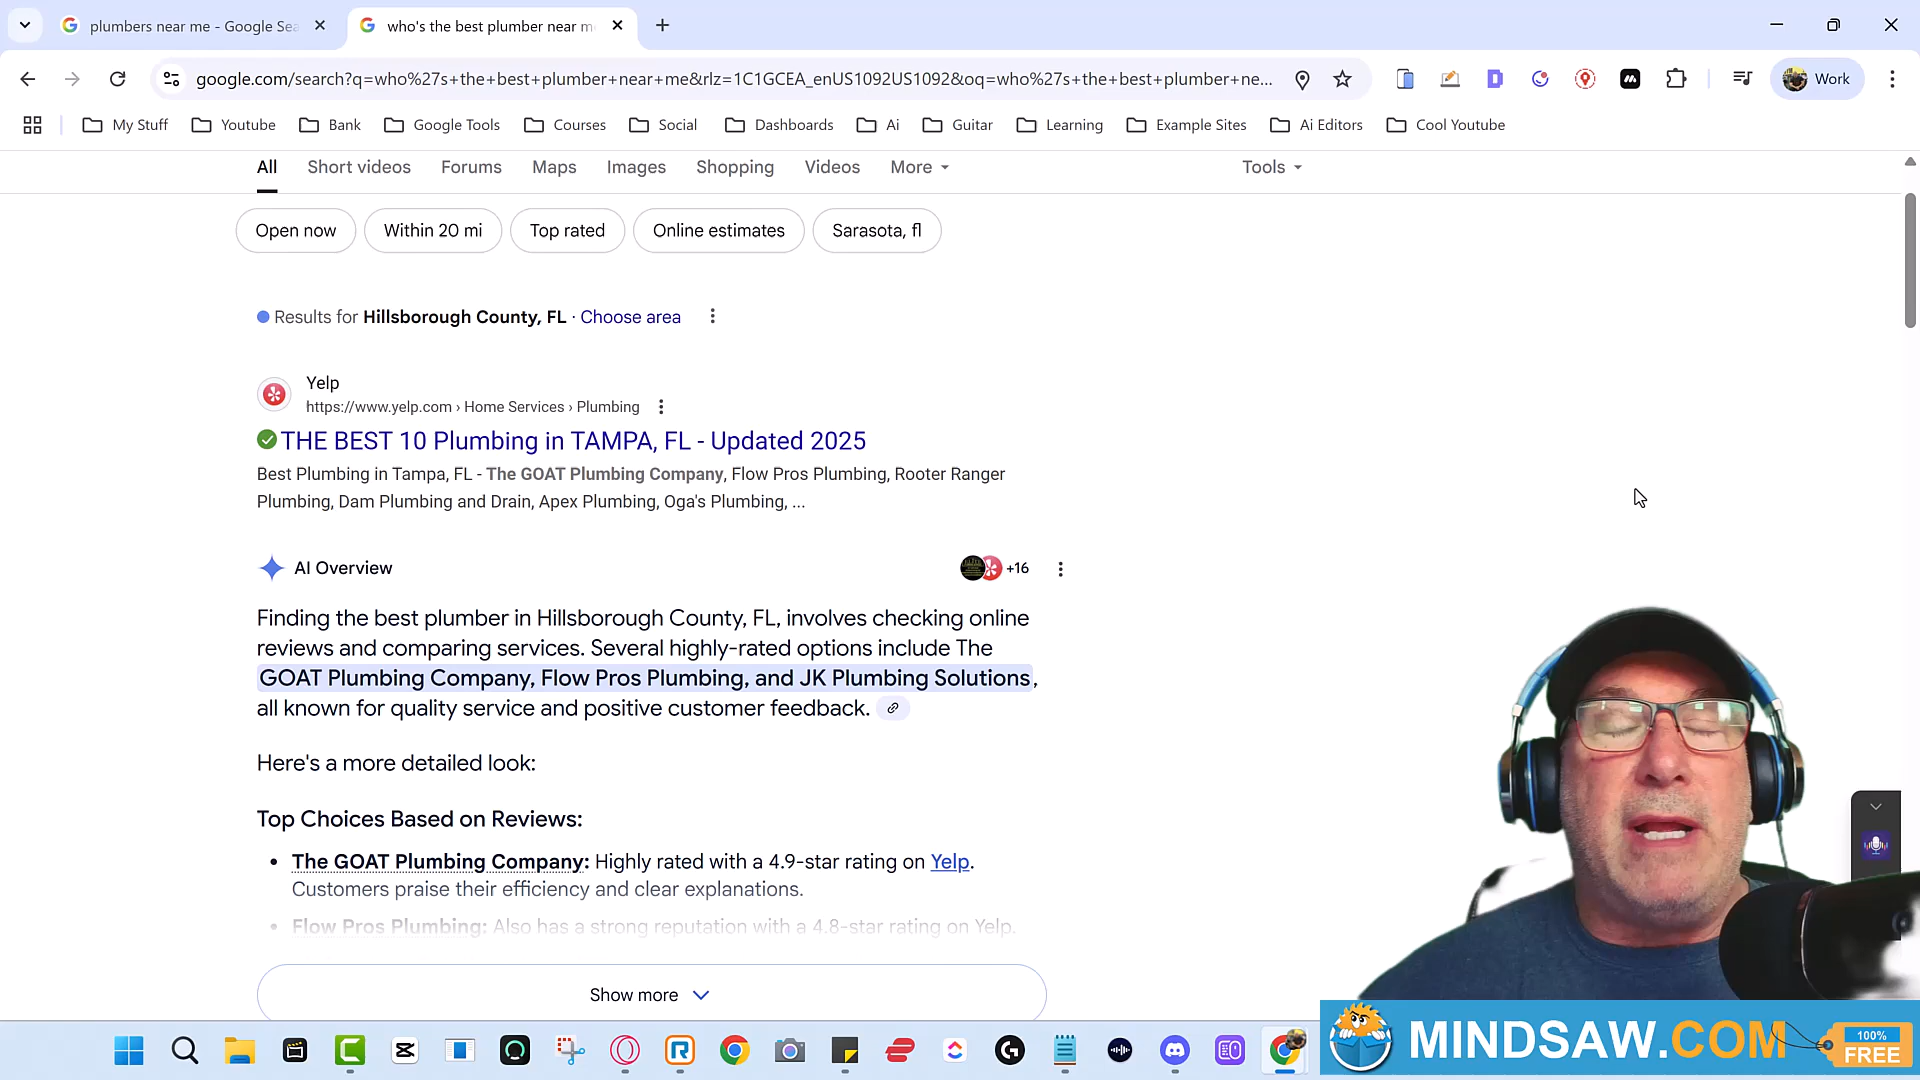 plumbers near me - Google Sea
who's the best plumber near me
google.com/search?q=who%27s+the+best+plumber+near+me&rlz=1C1GCEA_enUS1092US1092&oq=who%27s+the+best+plumber+ne...
Work
My Stuff
Youtube
Bank
Google Tools
Courses
Social
Dashboards
Ai
Guitar
Learning
Example Sites
Ai Editors
Cool Youtube
All
Short videos
Forums
Maps
Images
Shopping
Videos
More
Tools
Open now
Within 20 mi
Top rated
Online estimates
Sarasota, fl
Results for Hillsborough County, FL · Choose area
Yelp
https://www.yelp.com › Home Services › Plumbing
THE BEST 10 Plumbing in TAMPA, FL - Updated 2025
Best Plumbing in Tampa, FL - The GOAT Plumbing Company, Flow Pros Plumbing, Rooter Ranger
Plumbing, Dam Plumbing and Drain, Apex Plumbing, Oga's Plumbing, ...
AI Overview
+16
Finding the best plumber in Hillsborough County, FL, involves checking online
reviews and comparing services. Several highly-rated options include The
GOAT Plumbing Company, Flow Pros Plumbing, and JK Plumbing Solutions,
all known for quality service and positive customer feedback.
Here's a more detailed look:
Top Choices Based on Reviews:
• The GOAT Plumbing Company: Highly rated with a 4.9-star rating on Yelp.
Customers praise their efficiency and clear explanations.
• Flow Pros Plumbing: Also has a strong reputation with a 4.8-star rating on Yelp.
Show more
MINDSAW.COM
100%
FREE